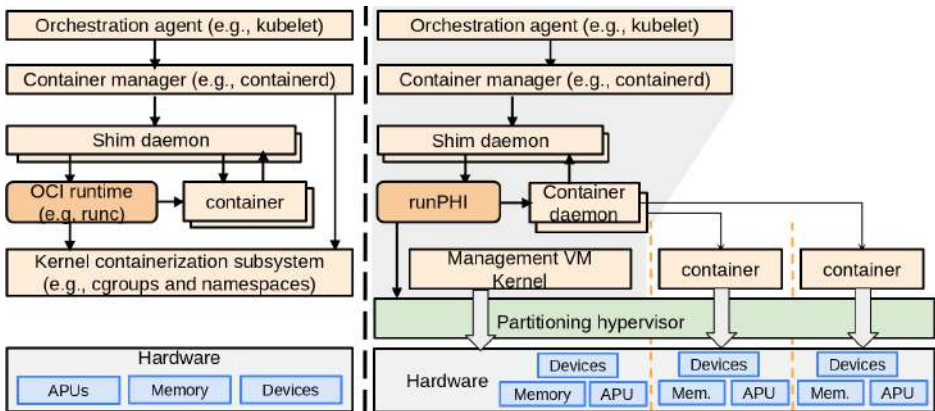 Orchestration agent (e.g., kubelet)
Container manager (e.g., containerd)
Shim daemon
OCI runtime
(e.g, runc)
container
Kernel containerization subsystem
(e.g., cgroups and namespaces)
Hardware
APUs
Memory
Devices
Orchestration agent (e.g., kubelet)
Container manager (e.g., containerd)
Shim daemon
runPHI
Container
daemon
Management VM
Kernel
container
container
Partitioning hypervisor
Hardware
Devices
Memory
APU
Devices
Mem.
APU
Devices
Mem.
APU